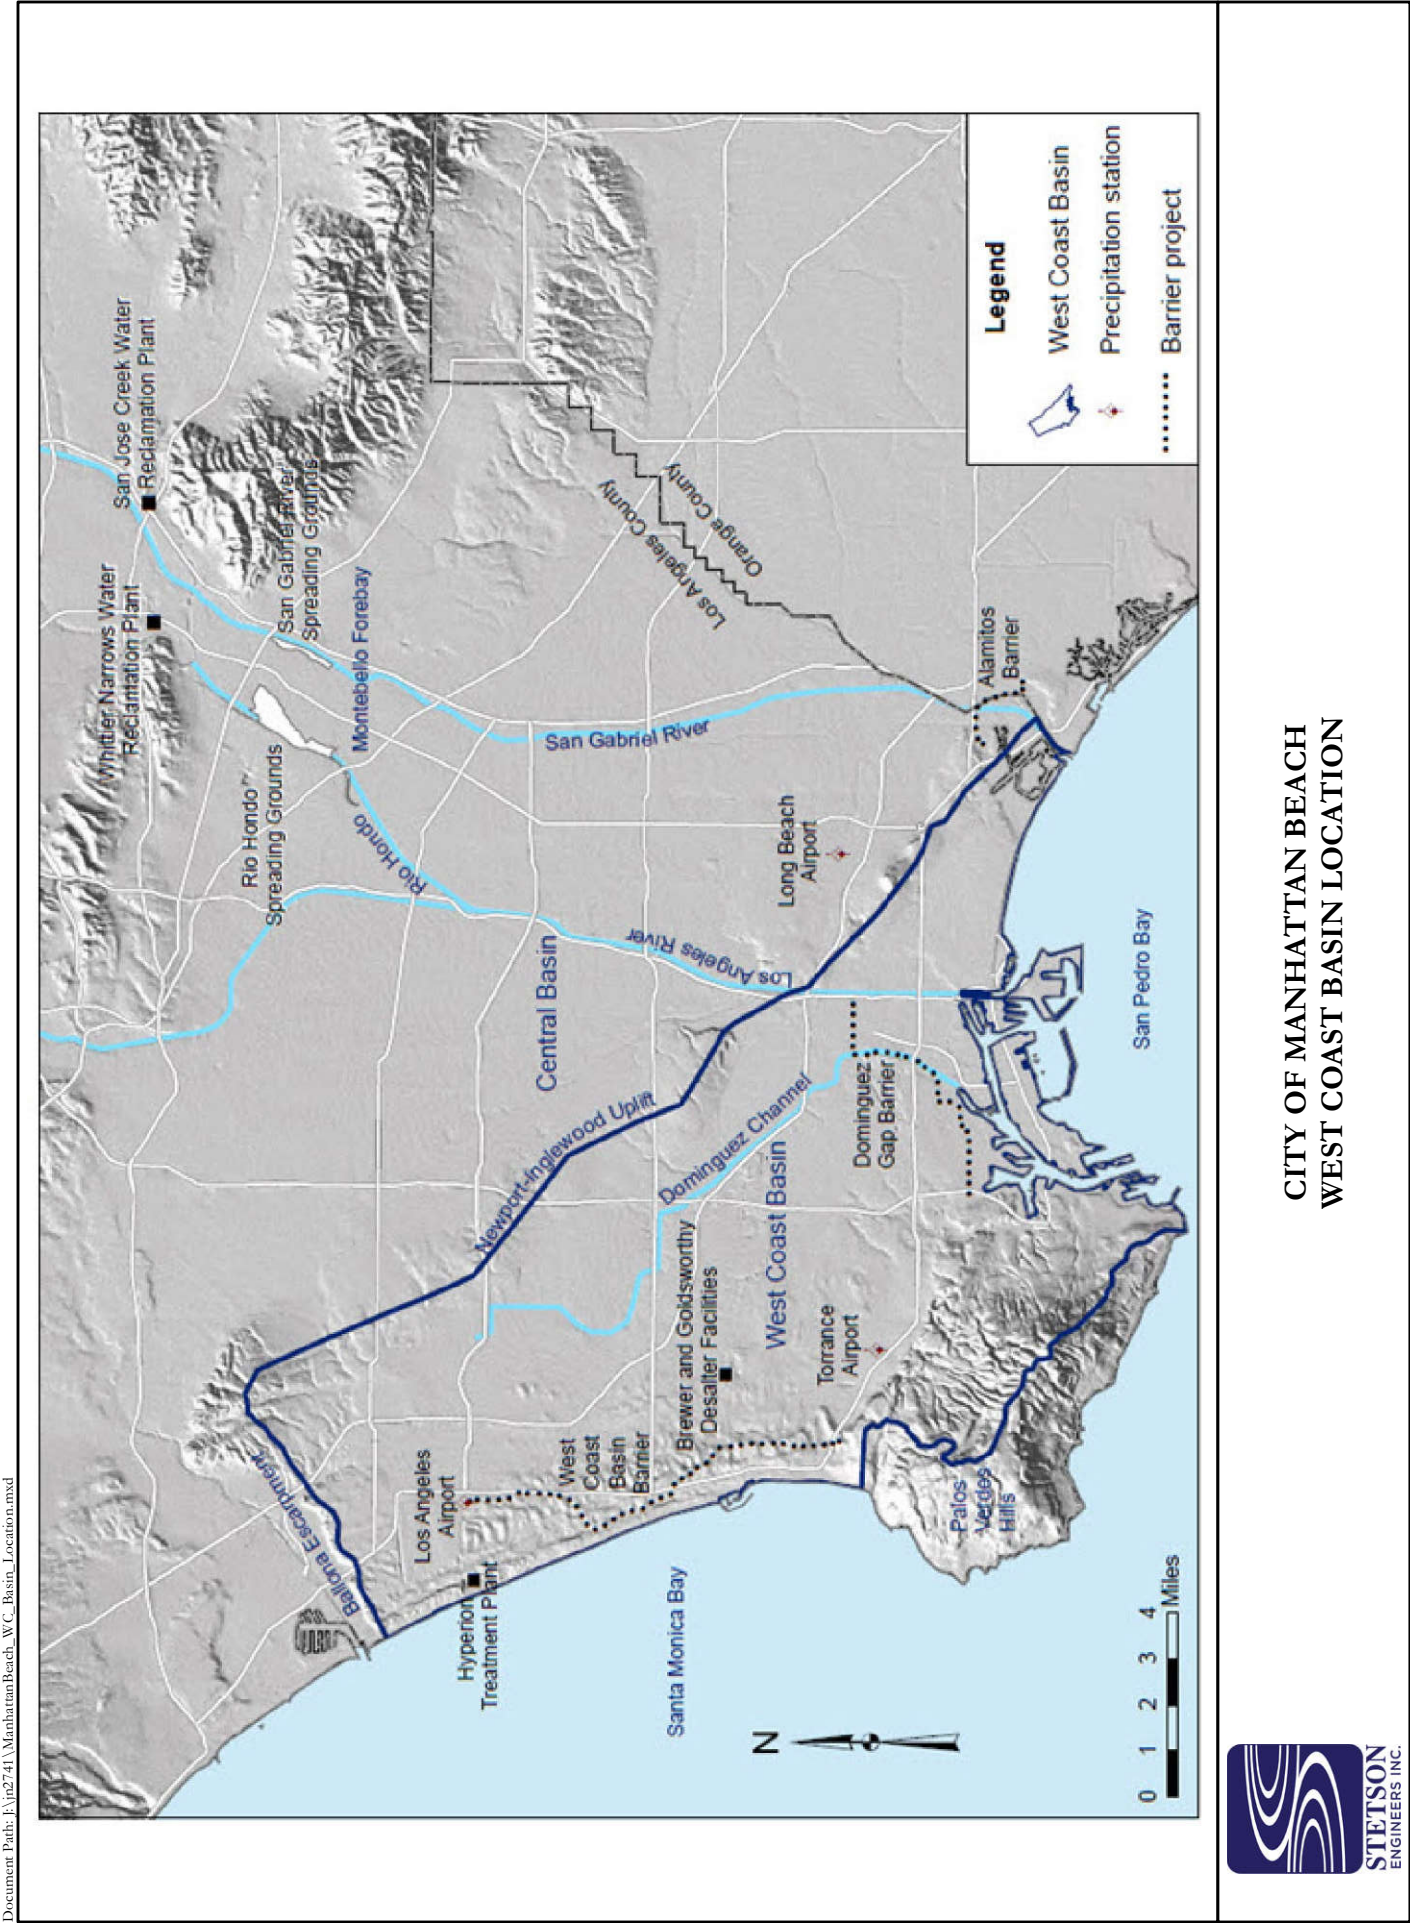 Document Path: J:\jn2741\ManhattanBeach_WC_Basin_Location.mxd
San Jose Creek Water
Reclamation Plant
Whittier Narrows Water
Reclamation Plant
San Gabriel River
Spreading Grounds
Montebello Forebay
Rio Hondo
Spreading Grounds
Rio Hondo
San Gabriel River
Los Angeles County
Orange County
Central Basin
Los Angeles River
Long Beach
Airport
Alamitos
Barrier
Newport-Inglewood Uplift
Ballona Escarpment
Dominguez Channel
Dominguez
Gap Barrier
West Coast Basin
Los Angeles
Airport
Hyperion
Treatment Plant
West
Coast
Basin
Barrier
Brewer and Goldsworthy
Desalter Facilities
Torrance
Airport
Palos
Verdes
Hills
Santa Monica Bay
San Pedro Bay
N
0 1 2 3 4
Miles
Legend
West Coast Basin
Precipitation station
Barrier project
STETSON
ENGINEERS INC.
CITY OF MANHATTAN BEACH
WEST COAST BASIN LOCATION